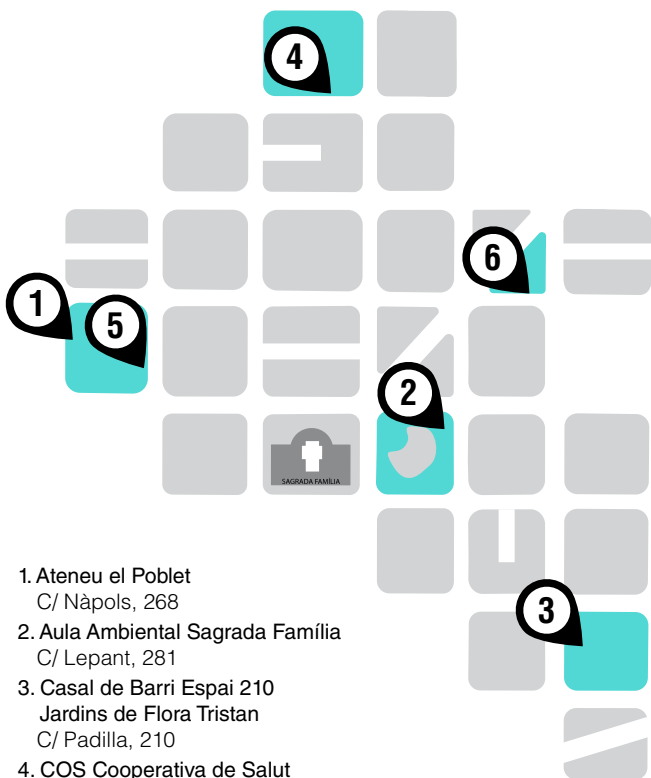 4
6
1
5
2
SAGRADA FAMÍLIA
3
1. Ateneu el Poblet
C/ Nàpols, 268
2. Aula Ambiental Sagrada Família
C/ Lepant, 281
3. Casal de Barri Espai 210
Jardins de Flora Tristan
C/ Padilla, 210
4. COS Cooperativa de Salut